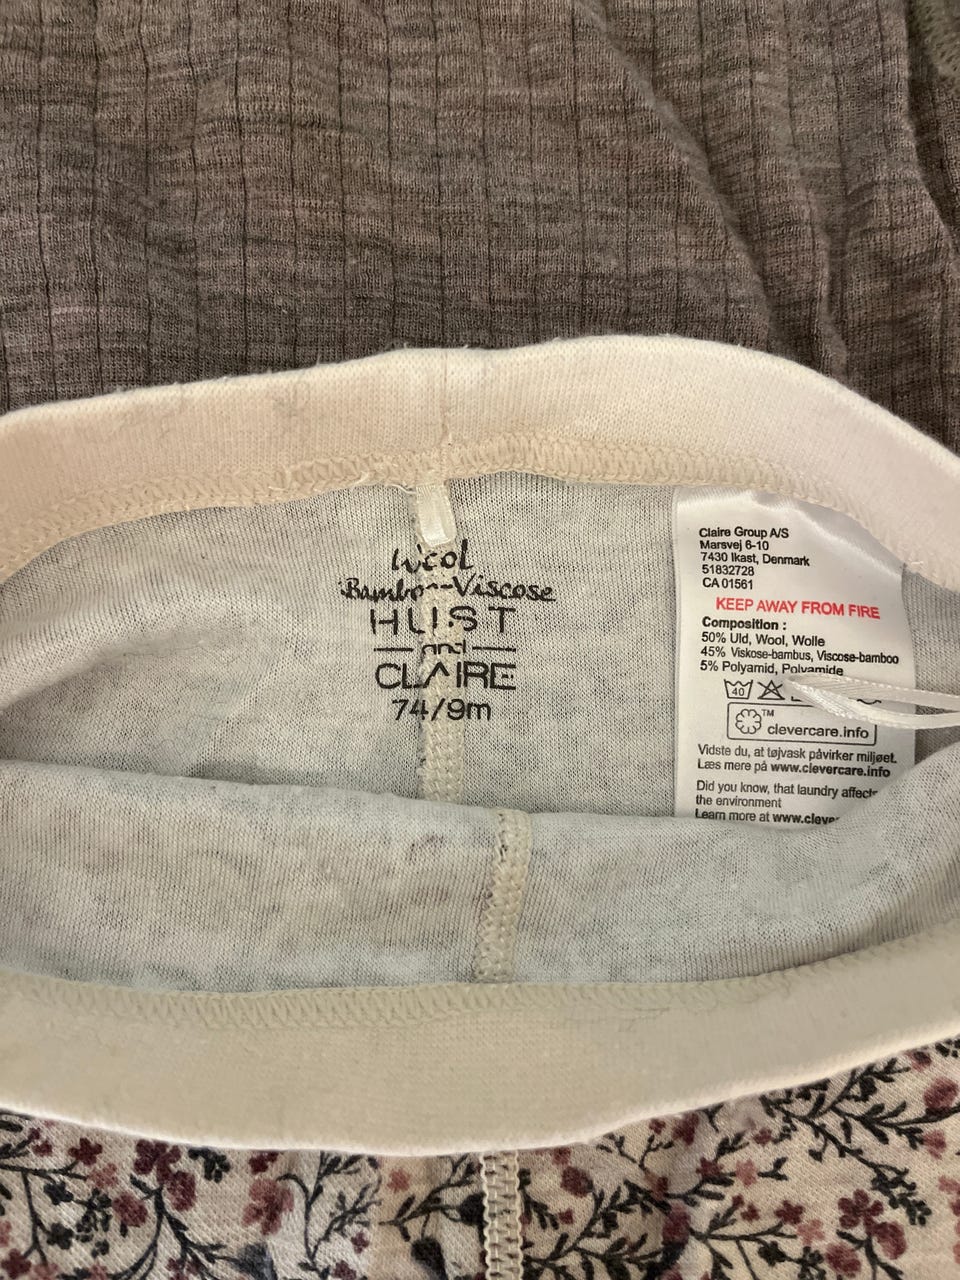 Wool
Bamboo-Viscose
HUST
and
CLAIRE
74/9m
Claire Group A/S
Marsvej 6-10
7430 Ikast, Denmark
51832728
CA 01561
KEEP AWAY FROM FIRE
Composition :
50% Uld, Wool, Wolle
45% Viskose-bambus, Viscose-bamboo
5% Polyamid, Polyamide
40
TM
clevercare.info
Vidste du, at tøjvask påvirker miljøet.
Læs mere på www.clevercare.info
Did you know, that laundry affects
the environment
Learn more at www.cleve